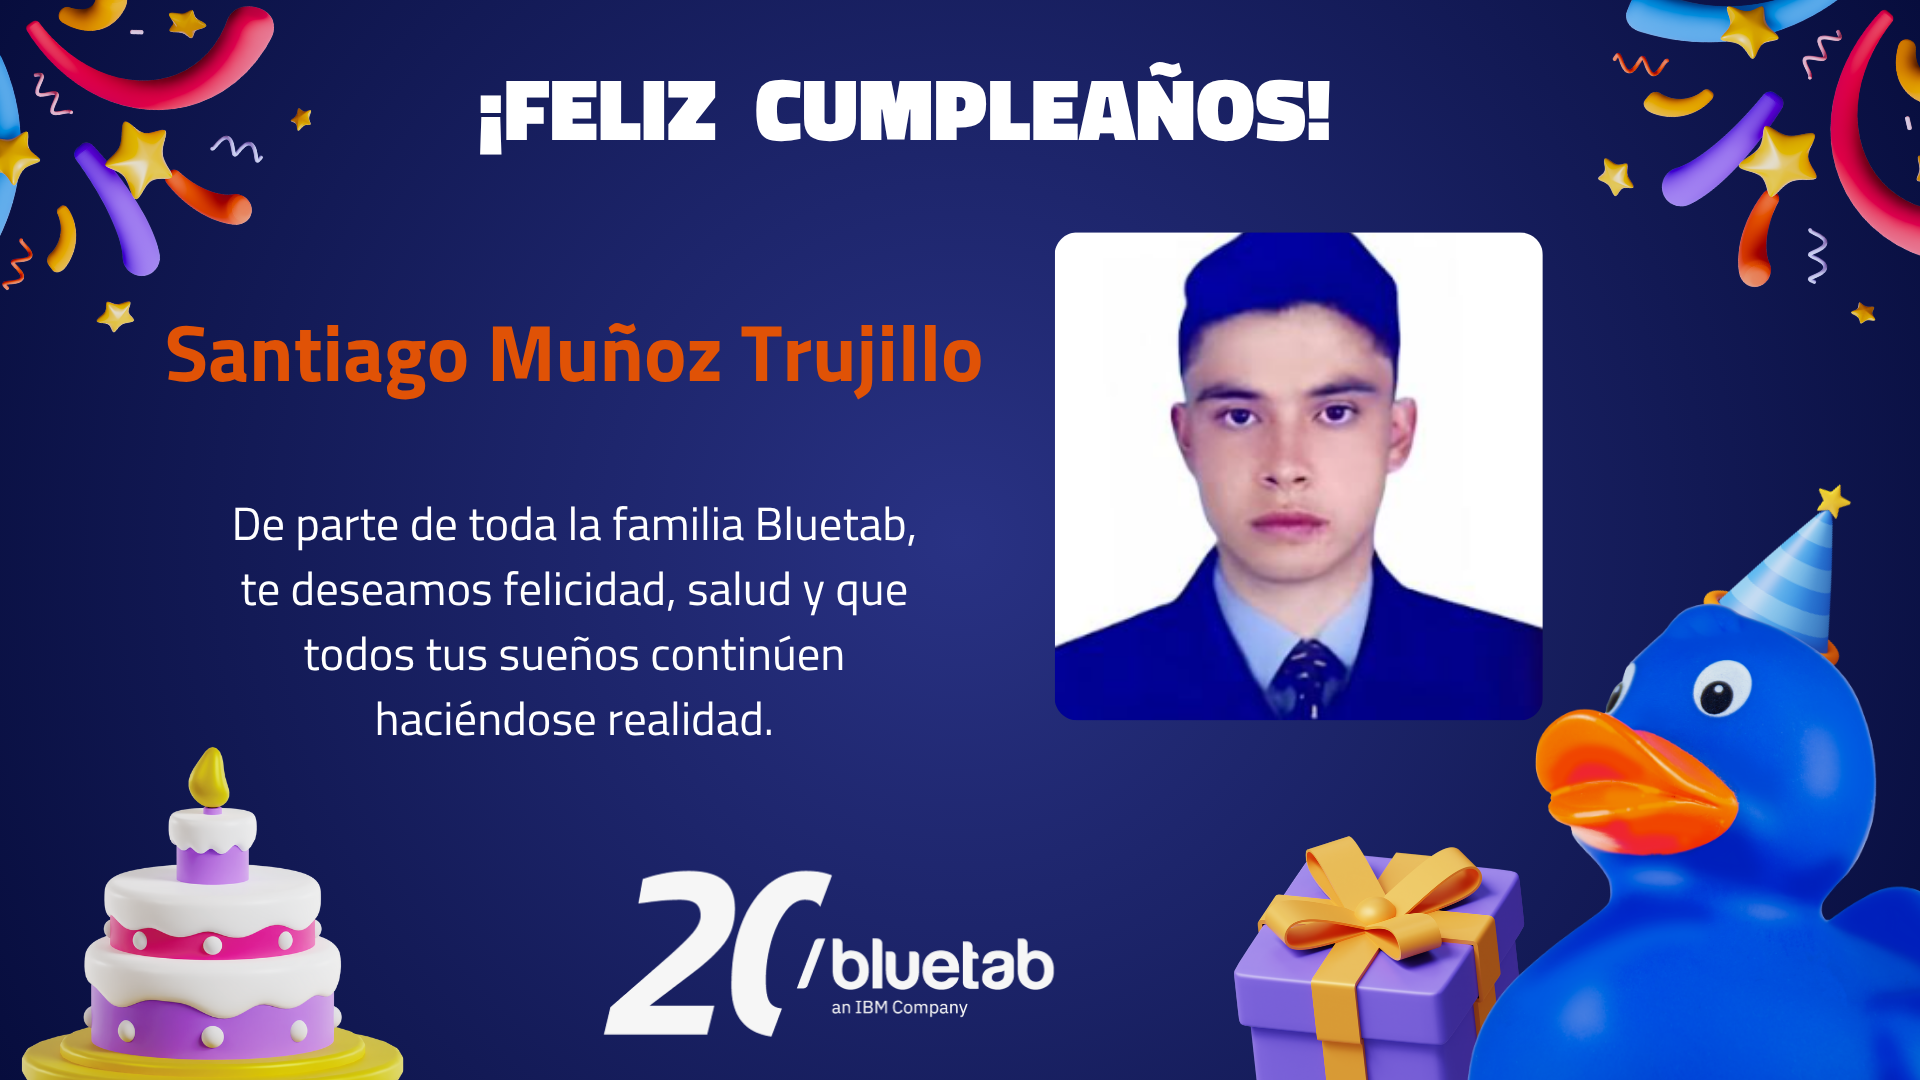 ¡FELIZ CUMPLEAÑOS!
Santiago Muñoz Trujillo
De parte de toda la familia Bluetab,
te deseamos felicidad, salud y que
todos tus sueños continúen
haciéndose realidad.
20/bluetab
an IBM Company